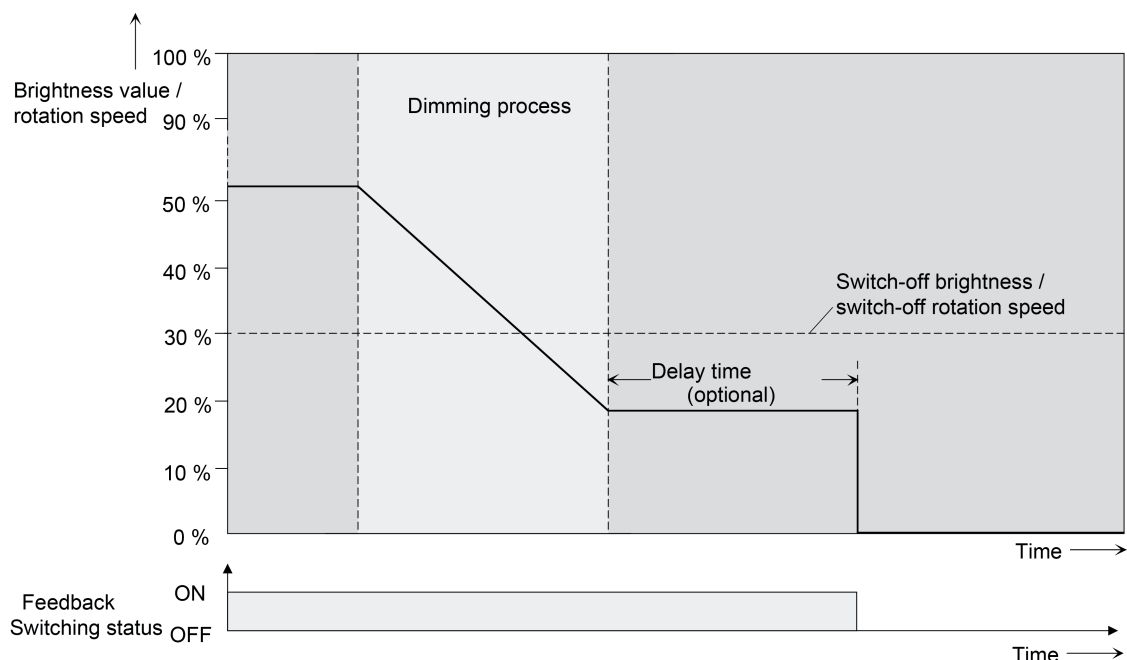 100 %
Brightness value /
rotation speed
90 %
Dimming process
50 %
40 %
Switch-off brightness /
switch-off rotation speed
30 %
Delay time
(optional)
20 %
10 %
0 %
Time
ON
Feedback
Switching status
OFF
Time